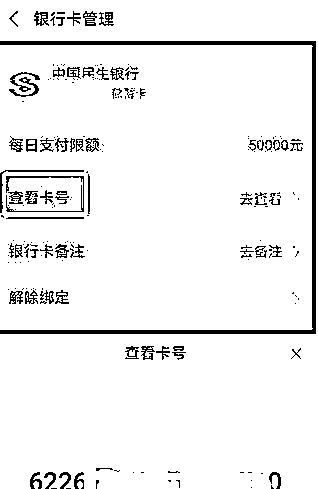 银行卡管理
中国民生银行
储蓄卡
每日支付限额 50000元
查看卡号 去查看
银行卡备注 去备注
解除绑定
查看卡号
6226 0